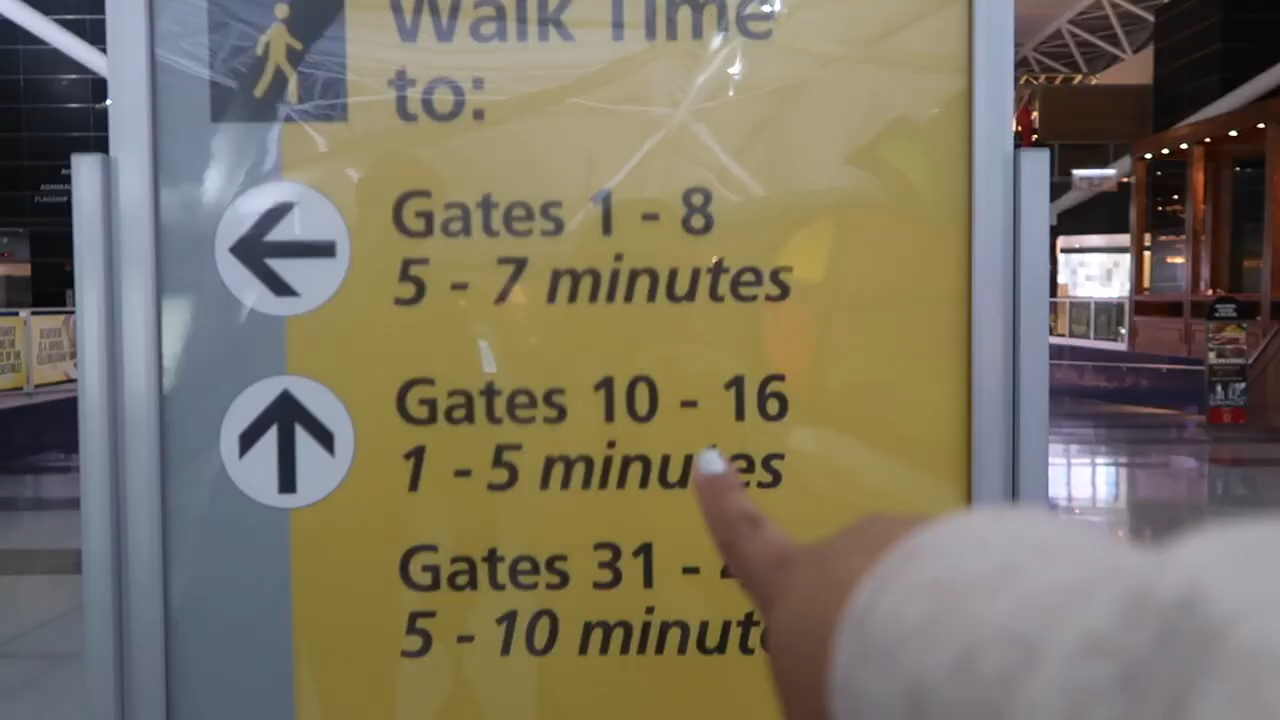 Walk Time
to:
Gates 1 - 8
5 - 7 minutes
Gates 10 - 16
1 - 5 minutes
Gates 31 -
5 - 10